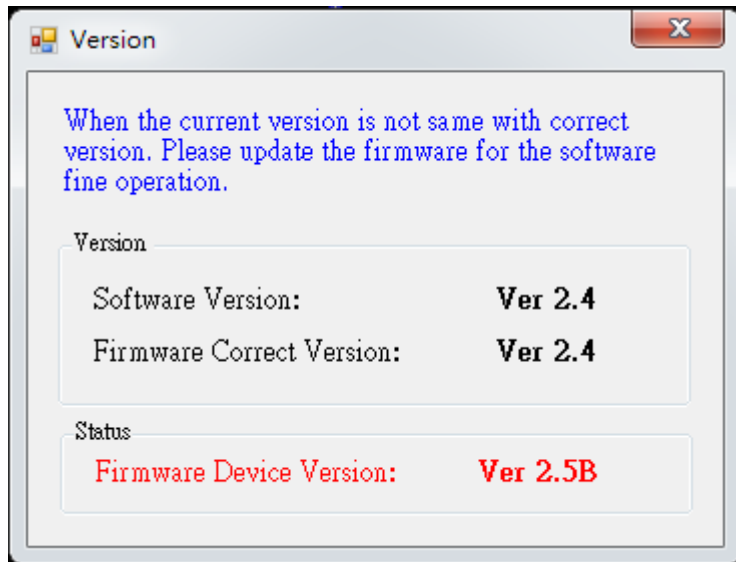 Version
When the current version is not same with correct
version. Please update the firmware for the software
fine operation.
Version
Software Version: Ver 2.4
Firmware Correct Version: Ver 2.4
Status
Firmware Device Version: Ver 2.5B